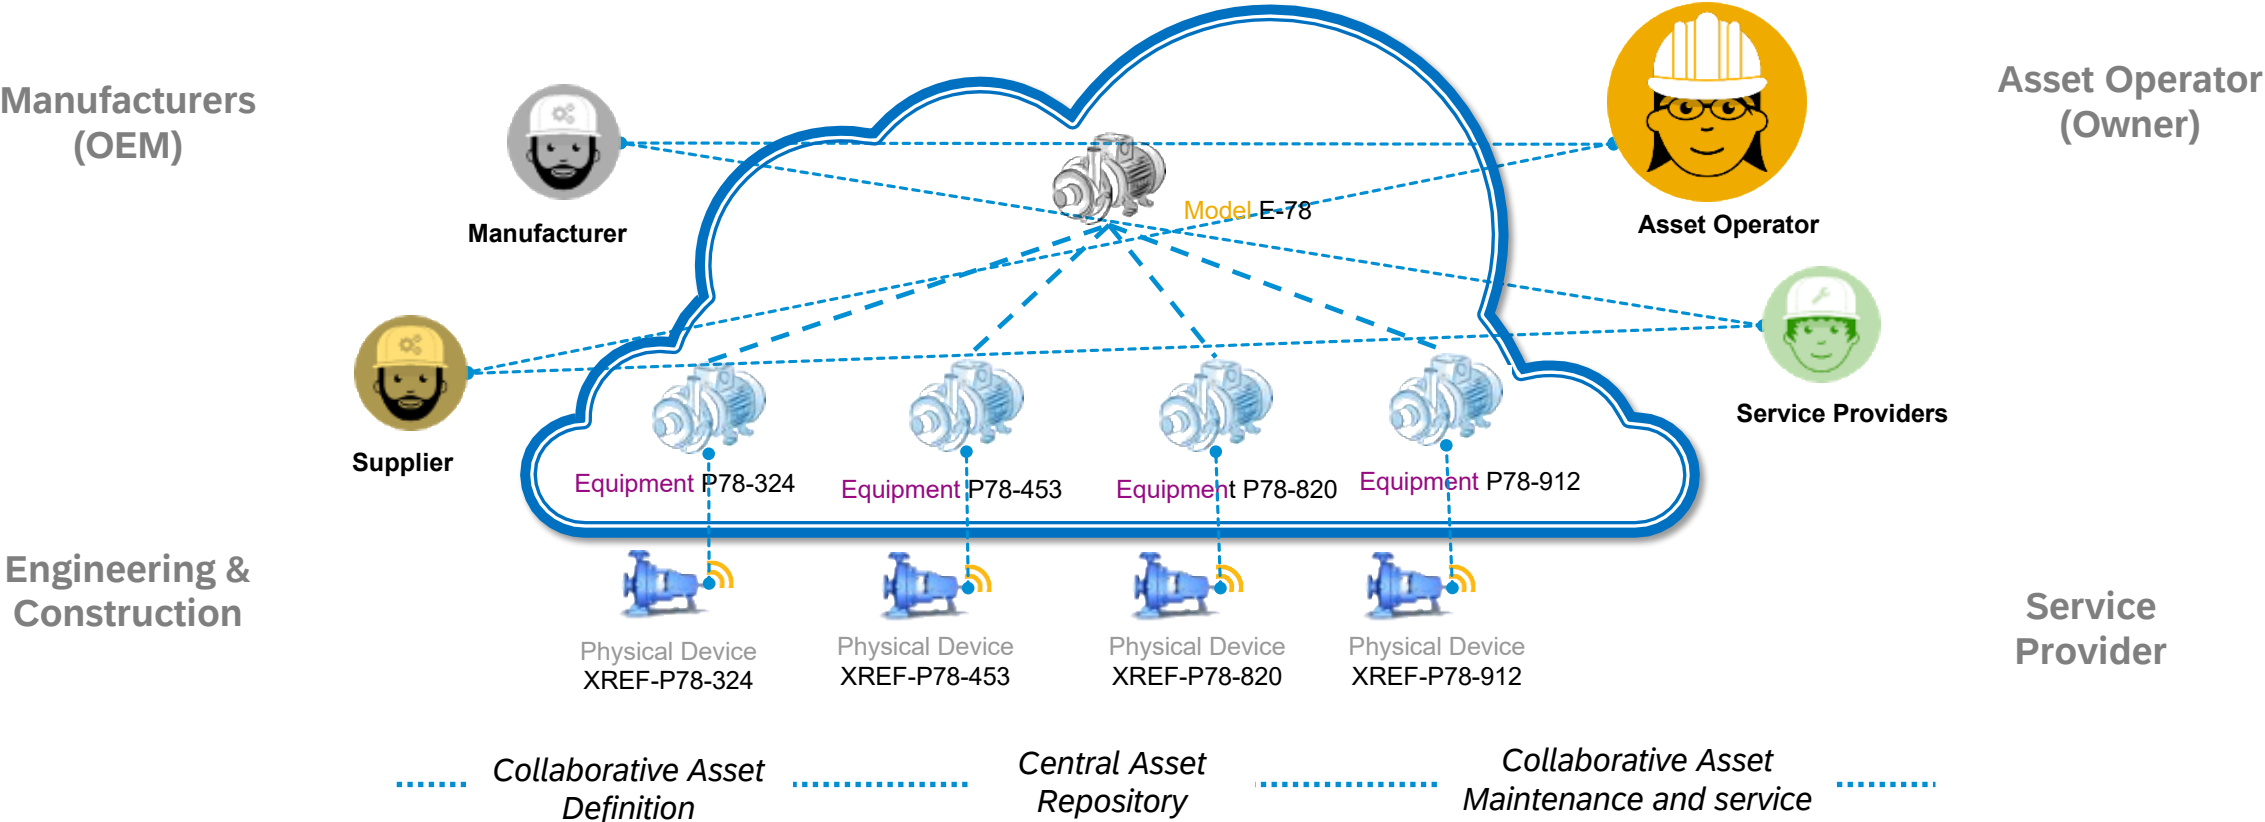 Manufacturers
(OEM)
Asset Operator
(Owner)
Manufacturer
Model E-78
Asset Operator
Supplier
Service Providers
Equipment P78-324
Equipment P78-453
Equipment P78-820
Equipment P78-912
Engineering &
Construction
Service
Provider
Physical Device
XREF-P78-324
Physical Device
XREF-P78-453
Physical Device
XREF-P78-820
Physical Device
XREF-P78-912
Collaborative Asset
Definition
Central Asset
Repository
Collaborative Asset
Maintenance and service